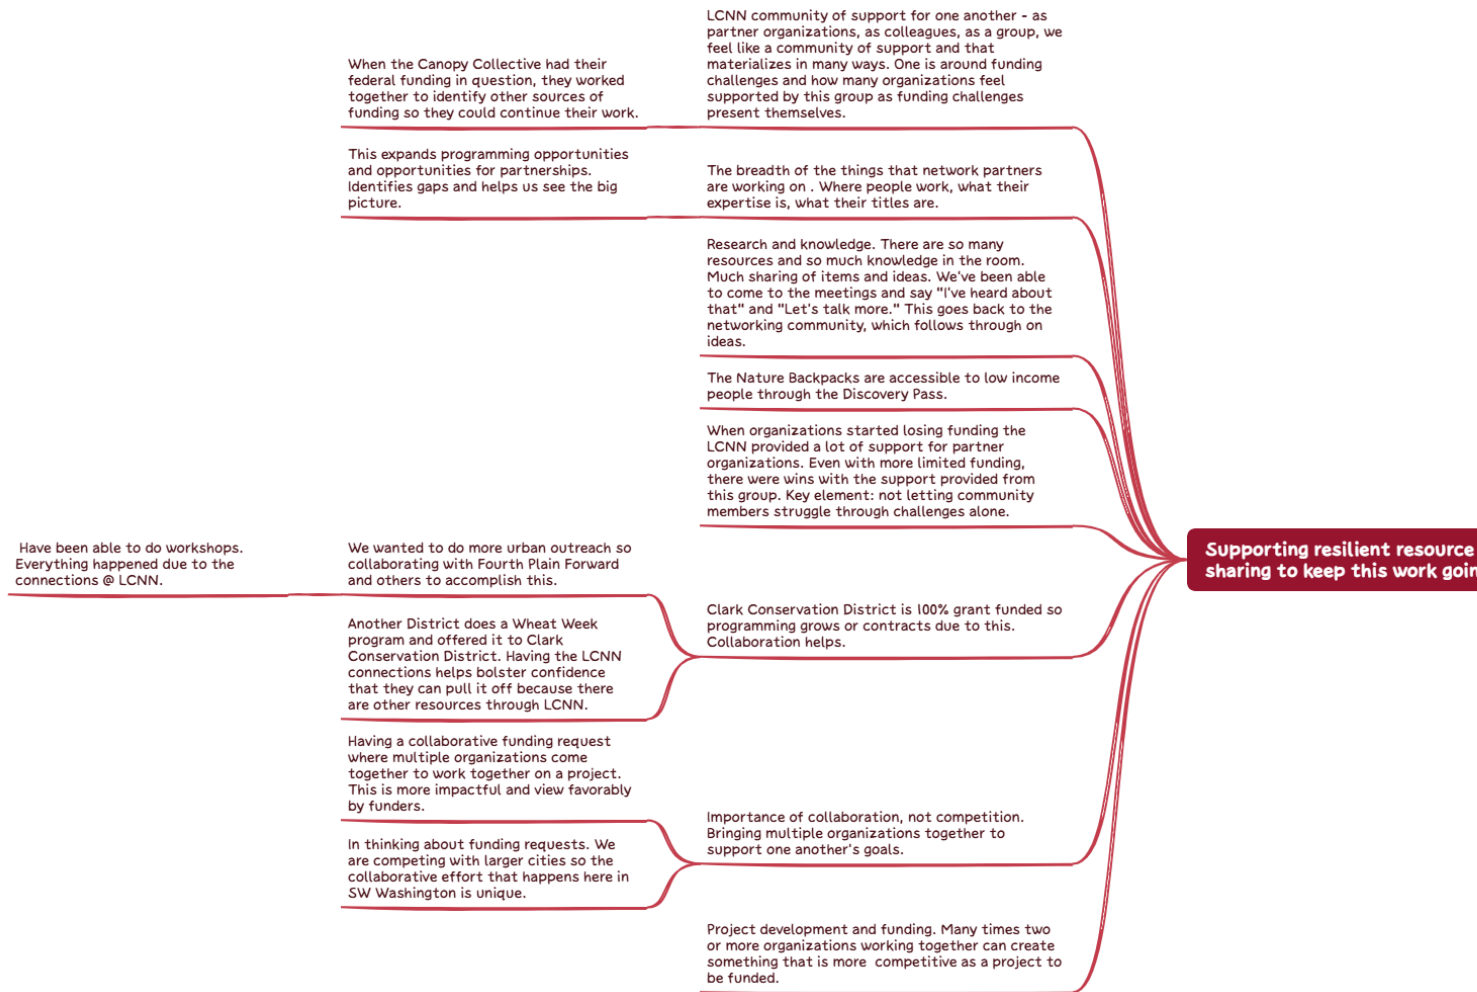 LCNN community of support for one another - as
partner organizations, as colleagues, as a group, we
feel like a community of support and that
materializes in many ways. One is around funding
challenges and how many organizations feel
supported by this group as funding challenges
present themselves.
When the Canopy Collective had their
federal funding in question, they worked
together to identify other sources of
funding so they could continue their work.
The breadth of the things that network partners
are working on . Where people work, what their
expertise is, what their titles are.
This expands programming opportunities
and opportunities for partnerships.
Identifies gaps and helps us see the big
picture.
Research and knowledge. There are so many
resources and so much knowledge in the room.
Much sharing of items and ideas. We've been able
to come to the meetings and say "I've heard about
that" and "Let's talk more." This goes back to the
networking community, which follows through on
ideas.
The Nature Backpacks are accessible to low income
people through the Discovery Pass.
When organizations started losing funding the
LCNN provided a lot of support for partner
organizations. Even with more limited funding,
there were wins with the support provided from
this group. Key element: not letting community
members struggle through challenges alone.
Supporting resilient resource
sharing to keep this work goin
Clark Conservation District is 100% grant funded so
programming grows or contracts due to this.
Collaboration helps.
We wanted to do more urban outreach so
collaborating with Fourth Plain Forward
and others to accomplish this.
Have been able to do workshops.
Everything happened due to the
connections @ LCNN.
Another District does a Wheat Week
program and offered it to Clark
Conservation District. Having the LCNN
connections helps bolster confidence
that they can pull it off because there
are other resources through LCNN.
Importance of collaboration, not competition.
Bringing multiple organizations together to
support one another's goals.
Having a collaborative funding request
where multiple organizations come
together to work together on a project.
This is more impactful and view favorably
by funders.
In thinking about funding requests. We
are competing with larger cities so the
collaborative effort that happens here in
SW Washington is unique.
Project development and funding. Many times two
or more organizations working together can create
something that is more  competitive as a project to
be funded.